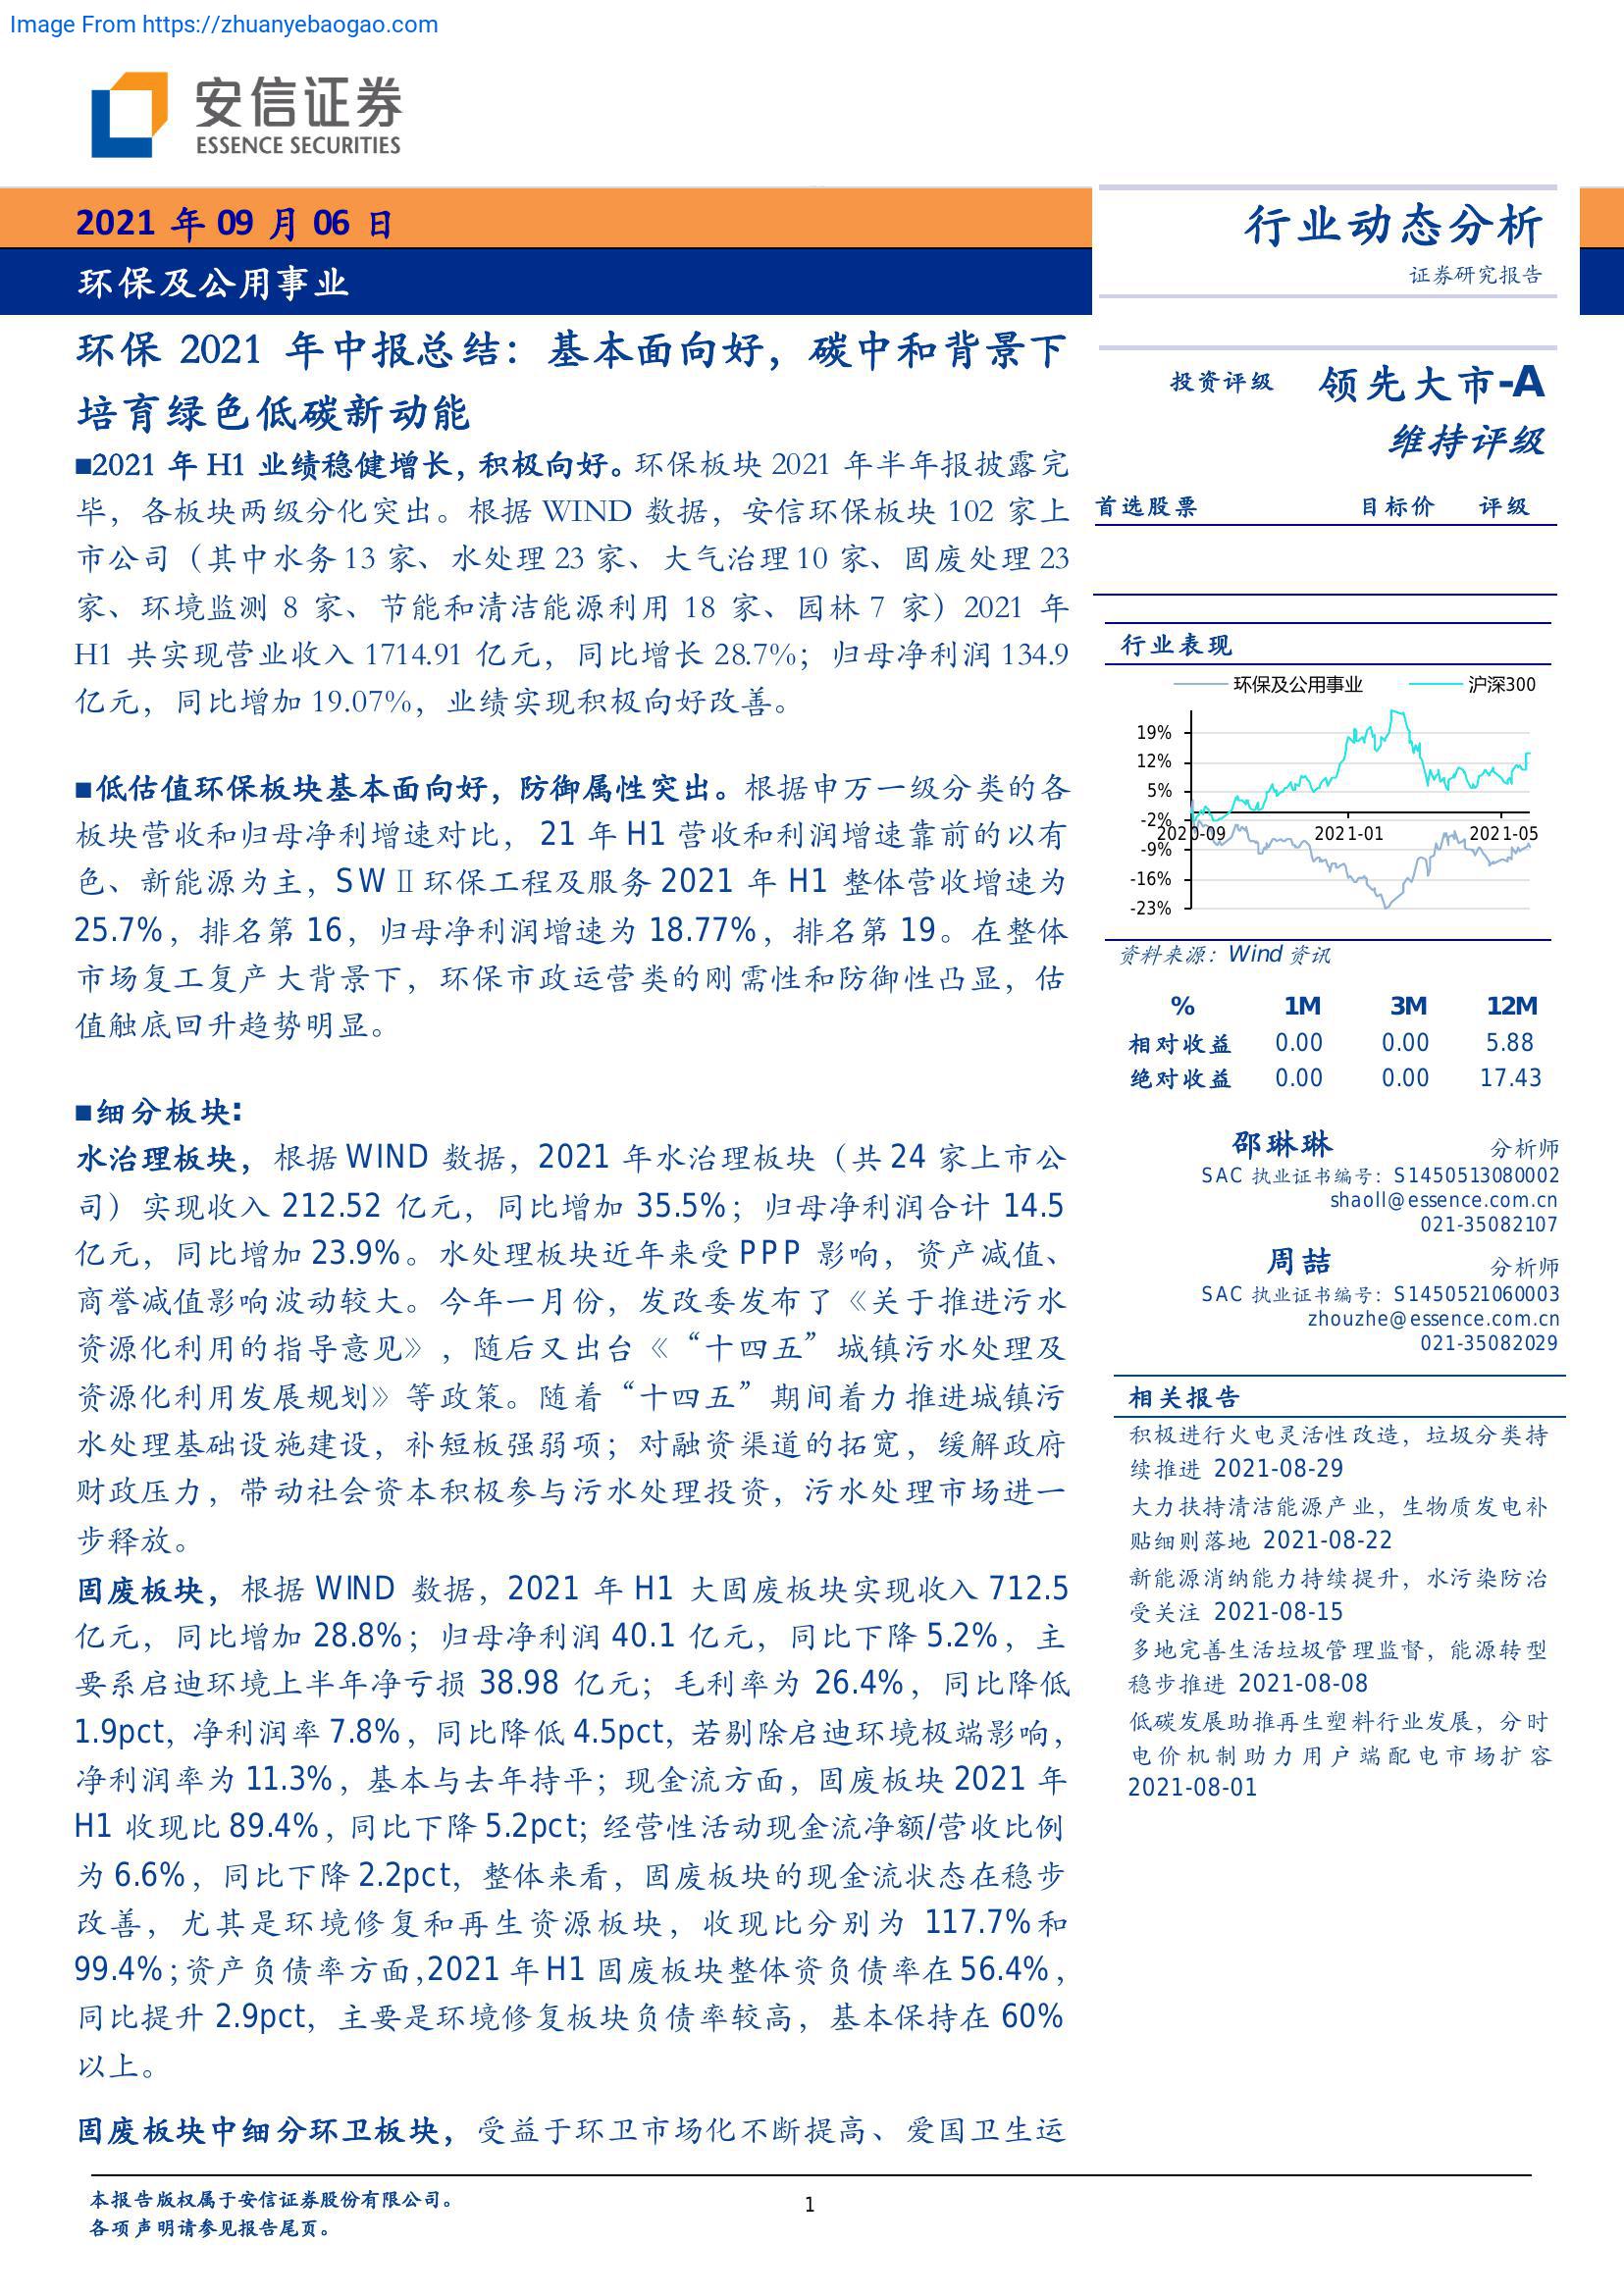 Image From https://zhuanyebaogao.com
安信证券
ESSENCE SECURITIES
2021 年 09 月 06 日
环保及公用事业
行业动态分析
证券研究报告
环保 2021 年中报总结：基本面向好，碳中和背景下
培育绿色低碳新动能
■2021 年 H1 业绩稳健增长，积极向好。环保板块 2021 年半年报披露完
毕，各板块两级分化突出。根据 WIND 数据，安信环保板块 102 家上
市公司（其中水务 13 家、水处理 23 家、大气治理 10 家、固废处理 23
家、环境监测 8 家、节能和清洁能源利用 18 家、园林 7 家）2021 年
H1 共实现营业收入 1714.91 亿元，同比增长 28.7%；归母净利润 134.9
亿元，同比增加 19.07%，业绩实现积极向好改善。
■低估值环保板块基本面向好，防御属性突出。根据申万一级分类的各
板块营收和归母净利增速对比， 21 年 H1 营收和利润增速靠前的以有
色、新能源为主，SWⅡ环保工程及服务 2021 年 H1 整体营收增速为
25.7%，排名第 16，归母净利润增速为 18.77%，排名第 19。在整体
市场复工复产大背景下，环保市政运营类的刚需性和防御性凸显，估
值触底回升趋势明显。
■细分板块：
水治理板块，根据 WIND 数据，2021 年水治理板块（共 24 家上市公
司）实现收入 212.52 亿元，同比增加 35.5%；归母净利润合计 14.5
亿元，同比增加 23.9%。水处理板块近年来受 PPP 影响，资产减值、
商誉减值影响波动较大。今年一月份，发改委发布了《关于推进污水
资源化利用的指导意见》，随后又出台《“十四五”城镇污水处理及
资源化利用发展规划》等政策。随着“十四五”期间着力推进城镇污
水处理基础设施建设，补短板强弱项；对融资渠道的拓宽，缓解政府
财政压力，带动社会资本积极参与污水处理投资，污水处理市场进一
步释放。
固废板块，根据 WIND 数据，2021 年 H1 大固废板块实现收入 712.5
亿元，同比增加 28.8%；归母净利润 40.1 亿元，同比下降 5.2%，主
要系启迪环境上半年净亏损 38.98 亿元；毛利率为 26.4%，同比降低
1.9pct，净利润率 7.8%，同比降低 4.5pct，若剔除启迪环境极端影响，
净利润率为 11.3%，基本与去年持平；现金流方面，固废板块 2021 年
H1 收现比 89.4%，同比下降 5.2pct；经营性活动现金流净额/营收比例
为 6.6%，同比下降 2.2pct，整体来看，固废板块的现金流状态在稳步
改善，尤其是环境修复和再生资源板块，收现比分别为 117.7%和
99.4%；资产负债率方面，2021 年 H1 固废板块整体资负债率在 56.4%，
同比提升 2.9pct，主要是环境修复板块负债率较高，基本保持在 60%
以上。
固废板块中细分环卫板块，受益于环卫市场化不断提高、爱国卫生运
投资评级 领先大市-A
维持评级
首选股票 目标价 评级
行业表现
环保及公用事业 沪深300
19%
12%
5%
-2%
2020-09 2021-01 2021-05
-9%
-16%
-23%
资料来源：Wind 资讯
% 1M 3M 12M
相对收益 0.00 0.00 5.88
绝对收益 0.00 0.00 17.43
邵琳琳 分析师
SAC 执业证书编号：S1450513080002
shaoll@essence.com.cn
021-35082107
周喆 分析师
SAC 执业证书编号：S1450521060003
zhouzhe@essence.com.cn
021-35082029
相关报告
积极进行火电灵活性改造，垃圾分类持
续推进 2021-08-29
大力扶持清洁能源产业，生物质发电补
贴细则落地 2021-08-22
新能源消纳能力持续提升，水污染防治
受关注 2021-08-15
多地完善生活垃圾管理监督，能源转型
稳步推进 2021-08-08
低碳发展助推再生塑料行业发展，分时
电价机制助力用户端配电市场扩容
2021-08-01
本报告版权属于安信证券股份有限公司。
各项声明请参见报告尾页。
1